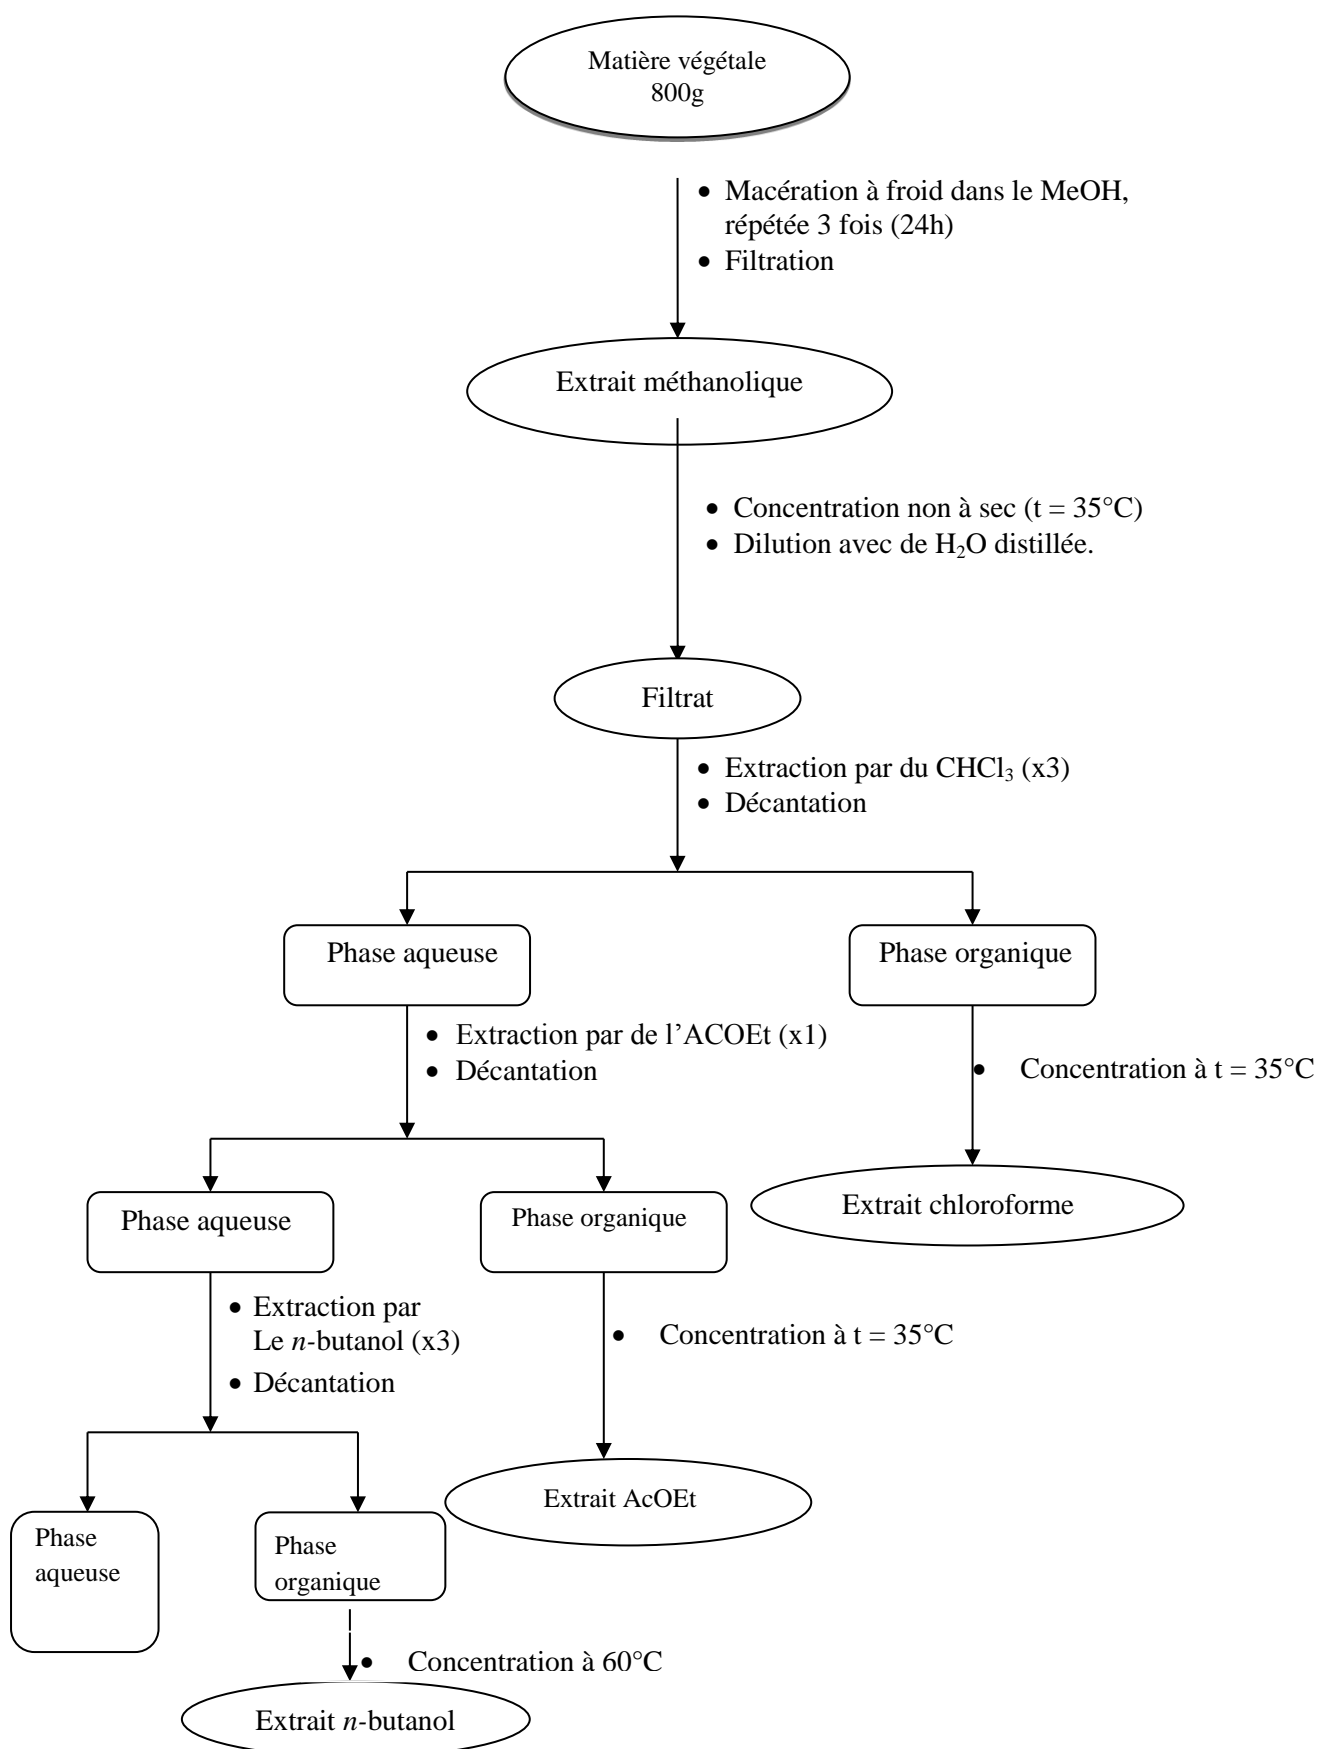 Matière végétale
800g
• Macération à froid dans le MeOH,
répétée 3 fois (24h)
• Filtration
Extrait méthanolique
• Concentration non à sec (t = 35°C)
• Dilution avec de H₂O distillée.
Filtrat
• Extraction par du CHCl₃ (x3)
• Décantation
Phase aqueuse
Phase organique
• Extraction par de l’ACOEt (x1)
• Décantation
• Concentration à t = 35°C
Phase aqueuse
Phase organique
Extrait chloroforme
• Extraction par
Le n-butanol (x3)
• Décantation
• Concentration à t = 35°C
Extrait AcOEt
Phase
aqueuse
Phase
organique
• Concentration à 60°C
Extrait n-butanol